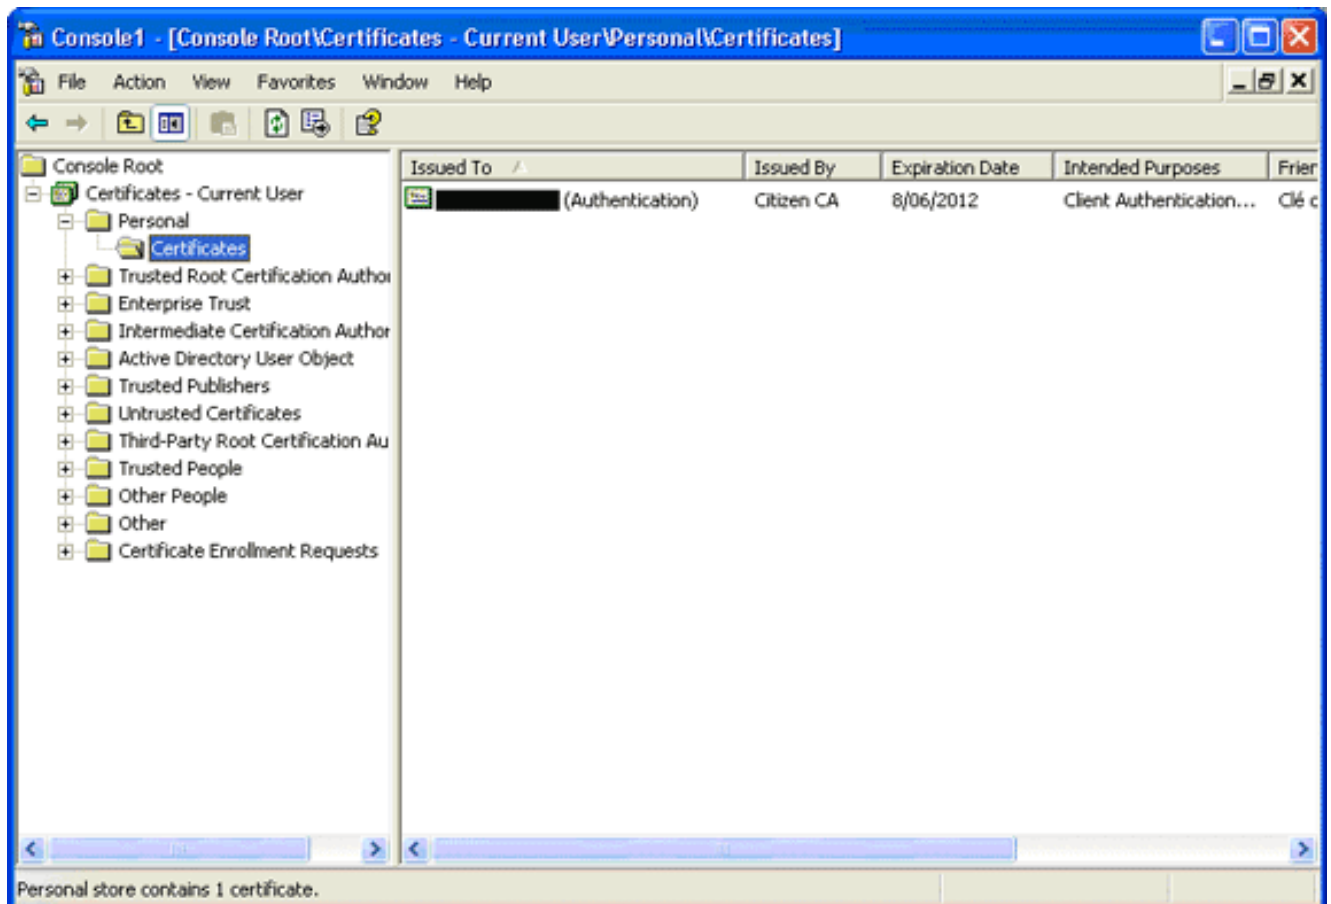 Console1 - [Console Root\Certificates - Current User\Personal\Certificates]
File Action View Favorites Window Help
Console Root
Certificates - Current User
Personal
Certificates
Trusted Root Certification Author
Enterprise Trust
Intermediate Certification Author
Active Directory User Object
Trusted Publishers
Untrusted Certificates
Third-Party Root Certification Au
Trusted People
Other People
Other
Certificate Enrollment Requests
Issued To Issued By Expiration Date Intended Purposes Frien
(Authentication) Citizen CA 8/06/2012 Client Authentication... Clé c
Personal store contains 1 certificate.